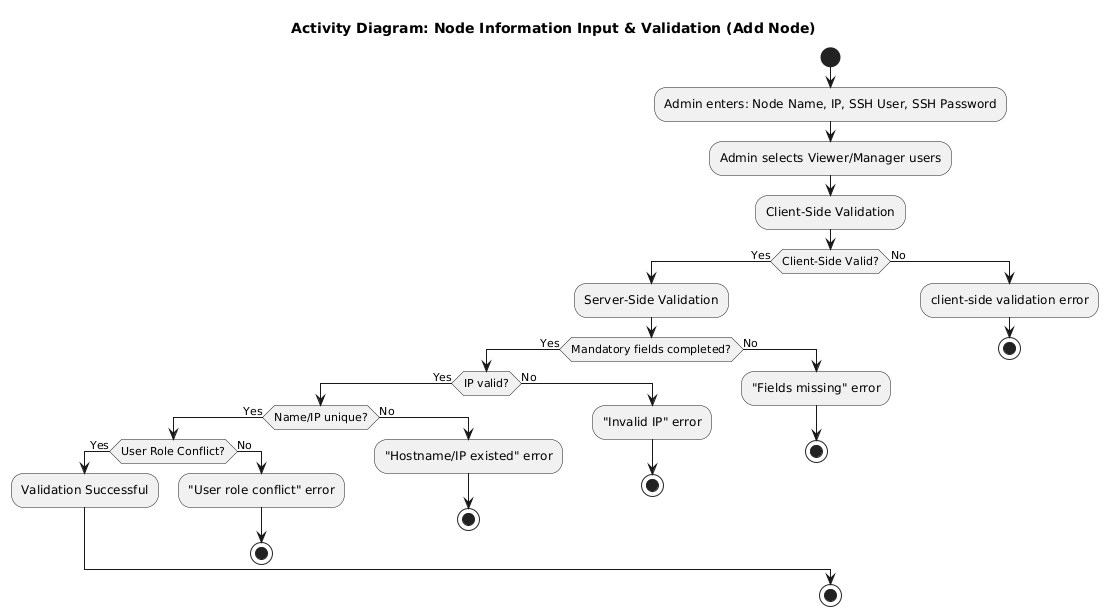 Activity Diagram: Node Information Input & Validation (Add Node)
Admin enters: Node Name, IP, SSH User, SSH Password
Admin selects Viewer/Manager users
Client-Side Validation
Yes
Client-Side Valid?
No
Server-Side Validation
client-side validation error
Yes
Mandatory fields completed?
No
Yes
IP valid?
No
"Fields missing" error
Yes
Name/IP unique?
No
"Invalid IP" error
Yes
User Role Conflict?
No
"Hostname/IP existed" error
Validation Successful
"User role conflict" error